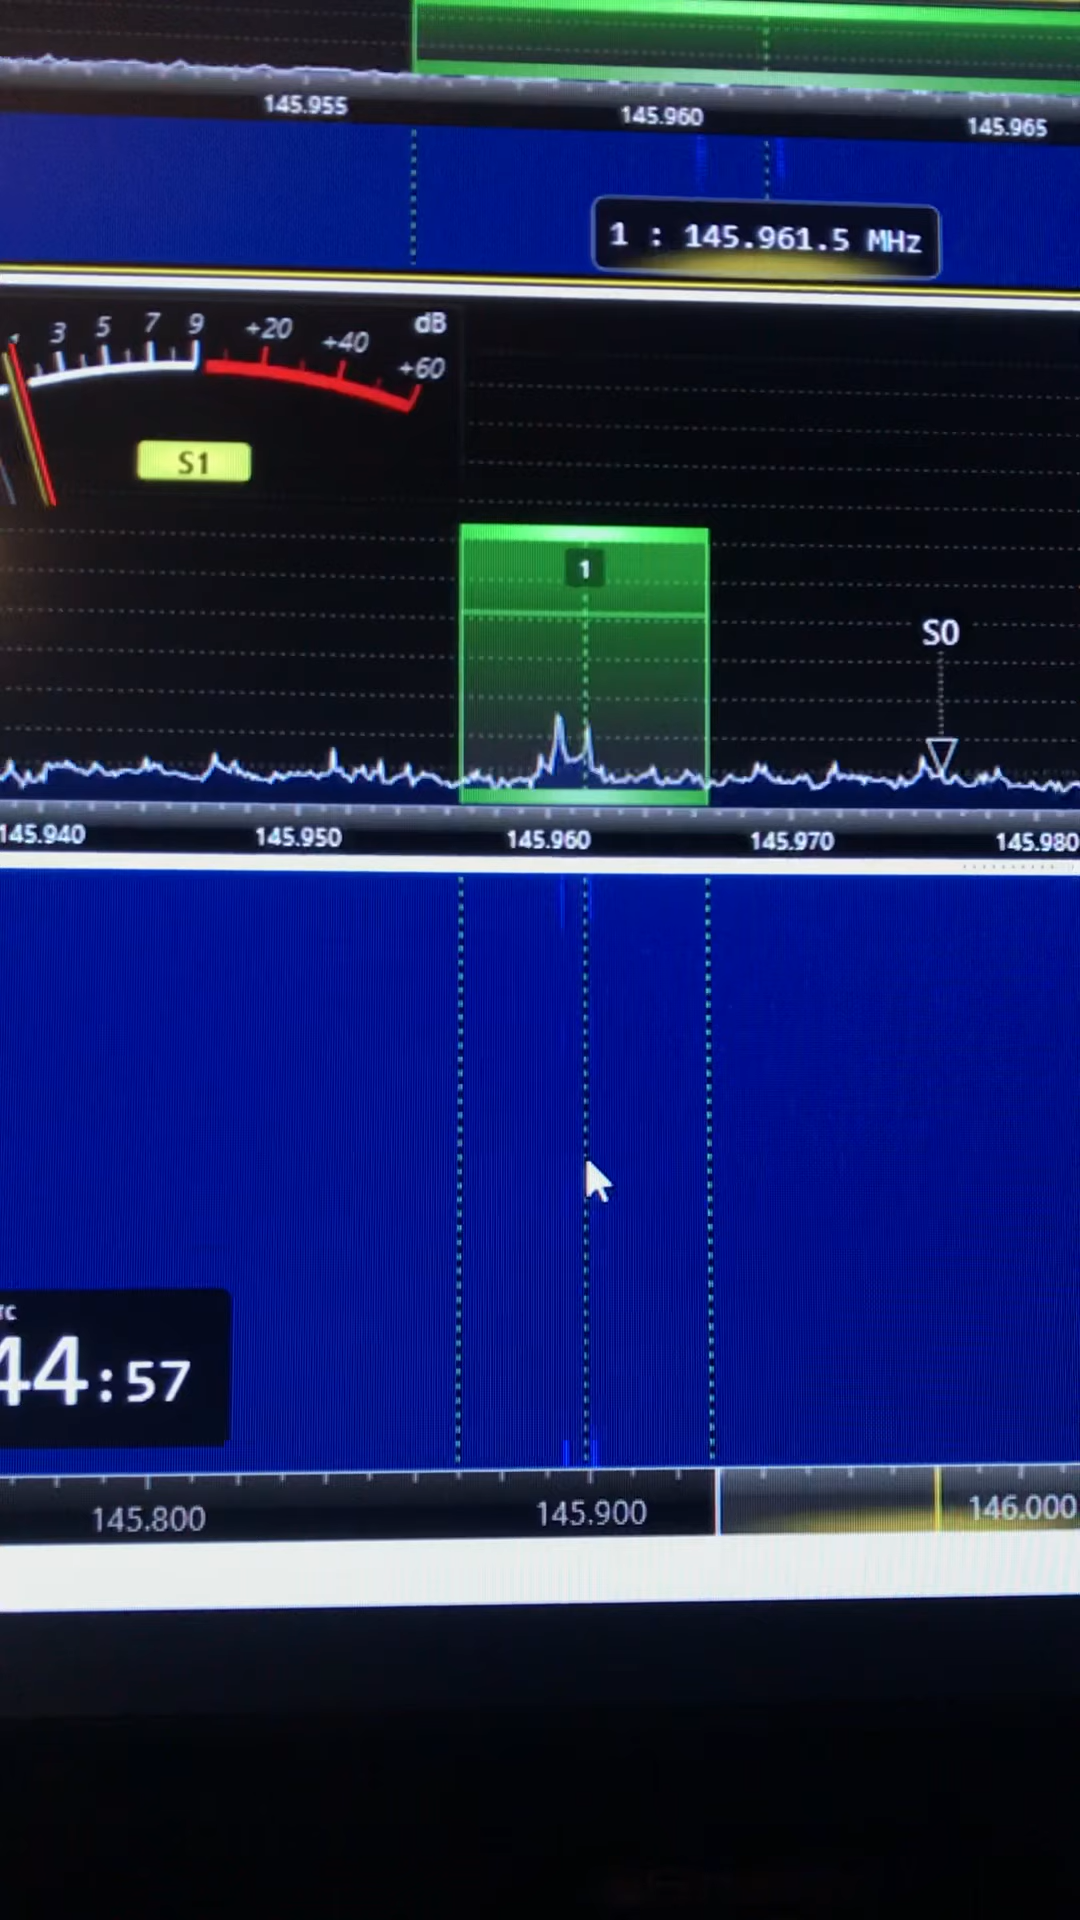 145.955 145.960 145.965
1 : 145.961.5 MHz
1 3 5 7 9 +20 +40 +60 dB
S1
1
S0
145.940 145.950 145.960 145.970 145.980
44:57
145.800 145.900 146.000